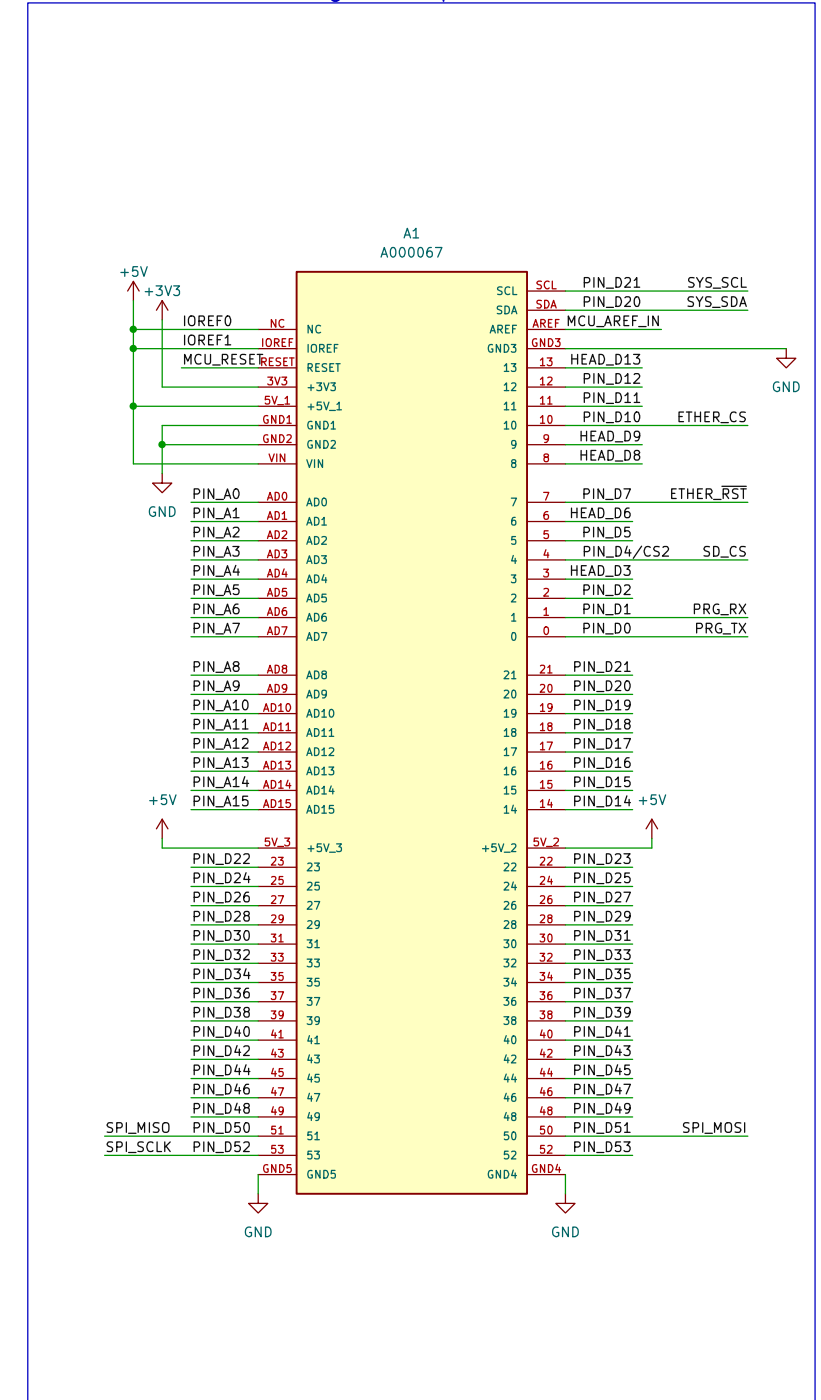 A1
A000067
+5V
+3V3
IOREF0 NC NC
IOREF1 IOREF IOREF
MCU_RESET RESET RESET
3V3 +3V3
5V_1 +5V_1
GND1 GND1
GND2 GND2
VIN VIN
GND
PIN_A0 AD0 AD0
PIN_A1 AD1 AD1
PIN_A2 AD2 AD2
PIN_A3 AD3 AD3
PIN_A4 AD4 AD4
PIN_A5 AD5 AD5
PIN_A6 AD6 AD6
PIN_A7 AD7 AD7
PIN_A8 AD8 AD8
PIN_A9 AD9 AD9
PIN_A10 AD10 AD10
PIN_A11 AD11 AD11
PIN_A12 AD12 AD12
PIN_A13 AD13 AD13
PIN_A14 AD14 AD14
PIN_A15 AD15 AD15
+5V
5V_3 +5V_3
PIN_D22 23 23
PIN_D24 25 25
PIN_D26 27 27
PIN_D28 29 29
PIN_D30 31 31
PIN_D32 33 33
PIN_D34 35 35
PIN_D36 37 37
PIN_D38 39 39
PIN_D40 41 41
PIN_D42 43 43
PIN_D44 45 45
PIN_D46 47 47
PIN_D48 49 49
SPI_MISO PIN_D50 51 51
SPI_SCLK PIN_D52 53 53
GND5 GND5
GND
SCL SCL PIN_D21 SYS_SCL
SDA SDA PIN_D20 SYS_SDA
AREF AREF MCU_AREF_IN
GND3 GND3
GND
13 13 HEAD_D13
12 12 PIN_D12
11 11 PIN_D11
10 10 PIN_D10 ETHER_CS
9 9 HEAD_D9
8 8 HEAD_D8
7 7 PIN_D7 ETHER_RST
6 6 HEAD_D6
5 5 PIN_D5
4 4 PIN_D4/CS2 SD_CS
3 3 HEAD_D3
2 2 PIN_D2
1 1 PIN_D1 PRG_RX
0 0 PIN_D0 PRG_TX
21 21 PIN_D21
20 20 PIN_D20
19 19 PIN_D19
18 18 PIN_D18
17 17 PIN_D17
16 16 PIN_D16
15 15 PIN_D15
14 14 PIN_D14
+5V
+5V_2 5V_2
22 22 PIN_D23
24 24 PIN_D25
26 26 PIN_D27
28 28 PIN_D29
30 30 PIN_D31
32 32 PIN_D33
34 34 PIN_D35
36 36 PIN_D37
38 38 PIN_D39
40 40 PIN_D41
42 42 PIN_D43
44 44 PIN_D45
46 46 PIN_D47
48 48 PIN_D49
50 50 PIN_D51 SPI_MOSI
52 52 PIN_D53
GND4 GND4
GND